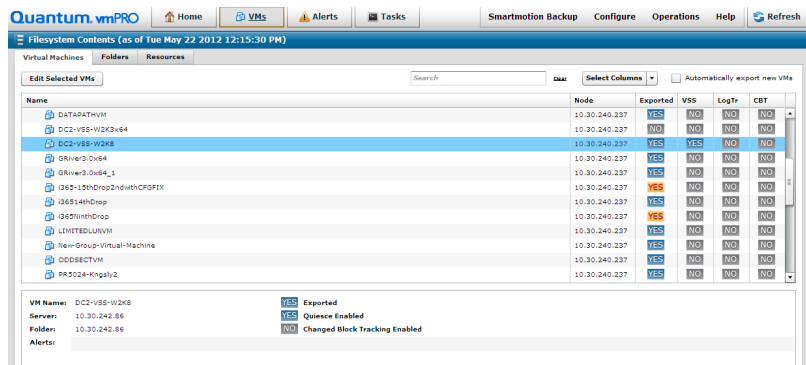 Quantum. vmPRO Home VMs Alerts Tasks Smartmotion Backup Configure Operations Help Refresh
Filesystem Contents (as of Tue May 22 2012 12:15:30 PM)
Virtual Machines Folders Resources
Edit Selected VMs Search Clear Select Columns Automatically export new VMs
Name Node Exported VSS LogTr CBT
DATAPATHVM 10.30.240.237 YES NO NO NO
DC2-VSS-W2K3x64 10.30.240.237 NO NO NO NO
DC2-VSS-W2K8 10.30.240.237 YES YES NO NO
GRiver3.0x64 10.30.240.237 YES NO NO NO
GRiver3.0x64_1 10.30.240.237 YES NO NO NO
i365-15thDrop2ndwithCFGFIX 10.30.240.237 YES NO NO NO
i36514thDrop 10.30.240.237 YES NO NO NO
i365NinthDrop 10.30.240.237 YES NO NO NO
LIMITEDLUNVM 10.30.240.237 YES NO NO NO
New-Group-Virtual-Machine 10.30.240.237 YES NO NO NO
ODDSECTVM 10.30.240.237 YES NO NO NO
PR5024-Kngsly2 10.30.240.237 YES NO NO NO
VM Name: DC2-VSS-W2K8 YES Exported
Server: 10.30.242.86 YES Quiesce Enabled
Folder: 10.30.242.86 NO Changed Block Tracking Enabled
Alerts: